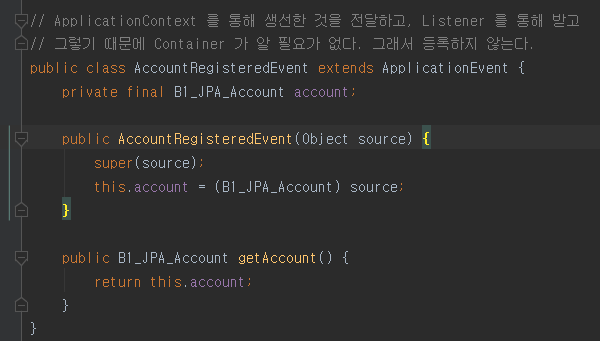 // ApplicationContext 를 통해 생선한 것을 전달하고, Listener 를 통해 받고
// 그렇기 때문에 Container 가 알 필요가 없다. 그래서 등록하지 않는다.
public class AccountRegisteredEvent extends ApplicationEvent {
    private final B1_JPA_Account account;
    public AccountRegisteredEvent(Object source) {
        super(source);
        this.account = (B1_JPA_Account) source;
    }
    public B1_JPA_Account getAccount() {
        return this.account;
    }
}